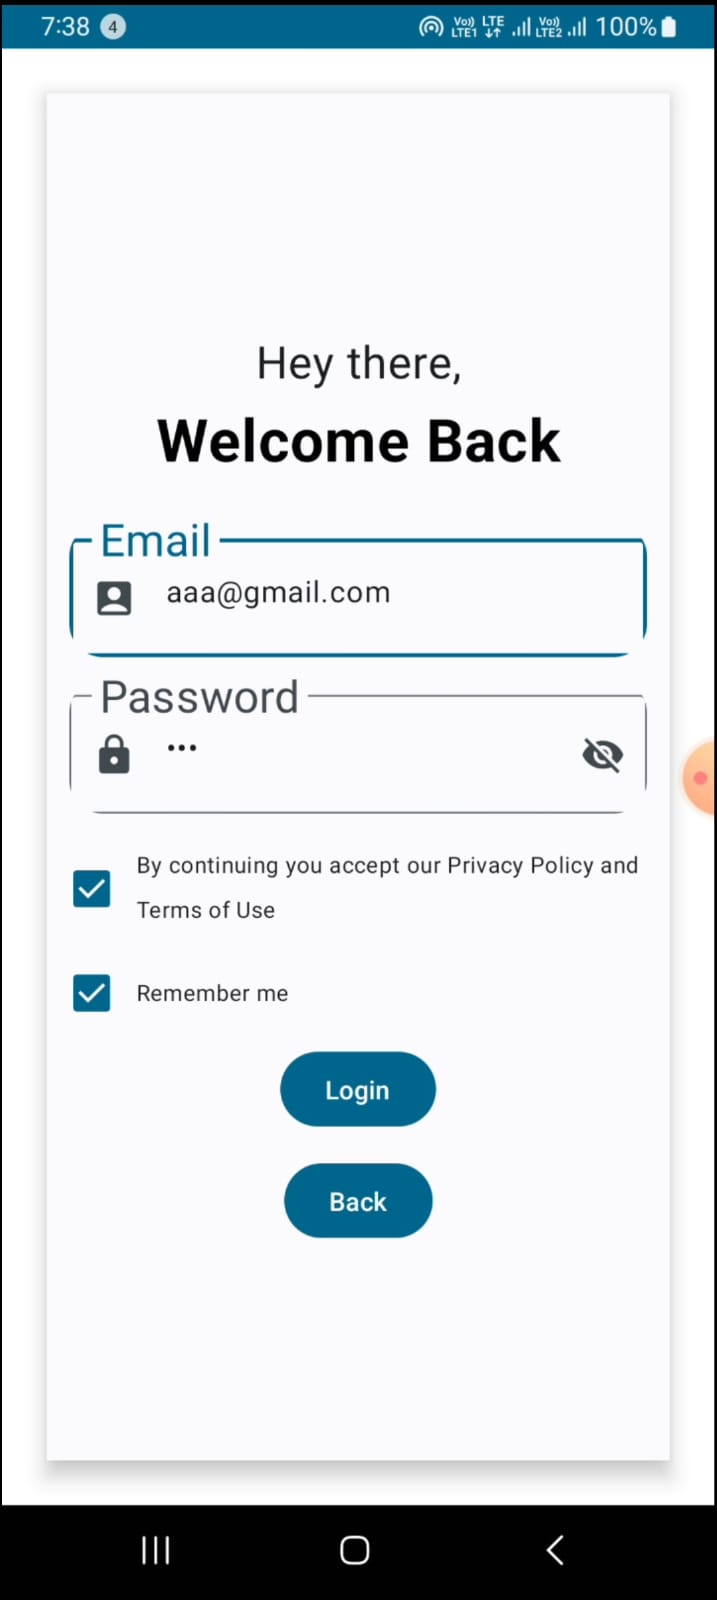 7:38 4 Vo)) LTE1 LTE Vo)) LTE2 100%
Hey there,
Welcome Back
Email
aaa@gmail.com
Password
•••
By continuing you accept our Privacy Policy and
Terms of Use
Remember me
Login
Back